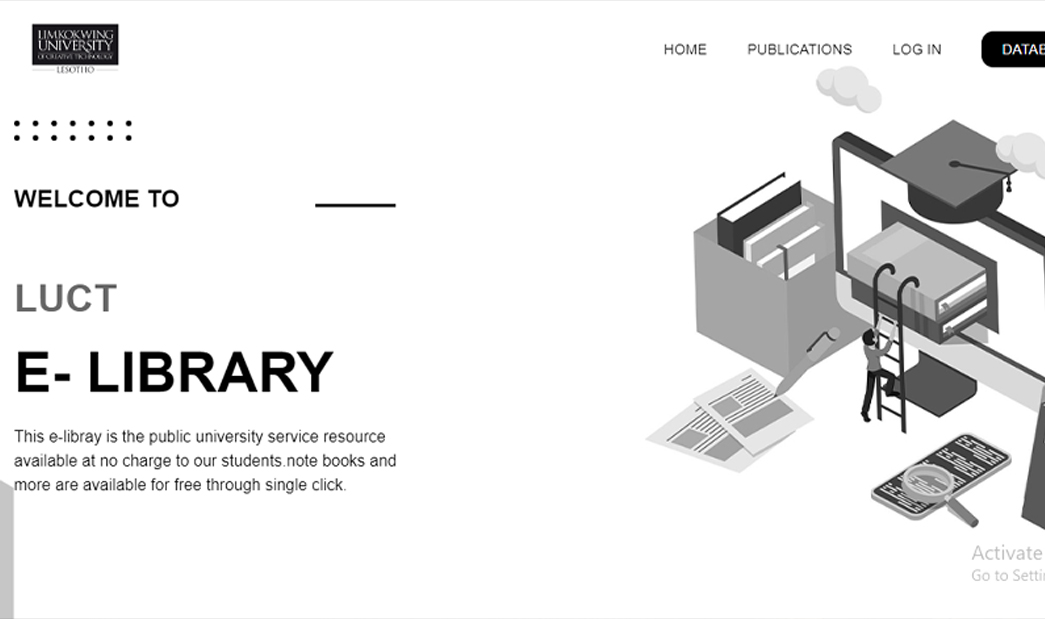 LIMKOKWING
UNIVERSITY
OF CREATIVE TECHNOLOGY
LESOTHO
HOME PUBLICATIONS LOG IN DATAB
WELCOME TO
LUCT
E- LIBRARY
This e-libray is the public university service resource
available at no charge to our students.note books and
more are available for free through single click.
Activate
Go to Setti